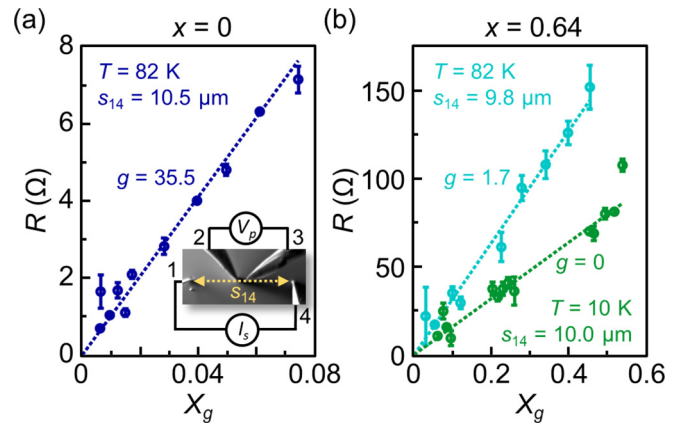 (a)
x = 0
8
6
4
2
0
R (Ω)
T = 82 K
s14 = 10.5 µm
g = 35.5
Vp
2
3
1
s14
4
Is
0
0.04
0.08
Xg
(b)
x = 0.64
150
100
50
0
R (Ω)
T = 82 K
s14 = 9.8 µm
g = 1.7
g = 0
T = 10 K
s14 = 10.0 µm
0
0.2
0.4
0.6
Xg